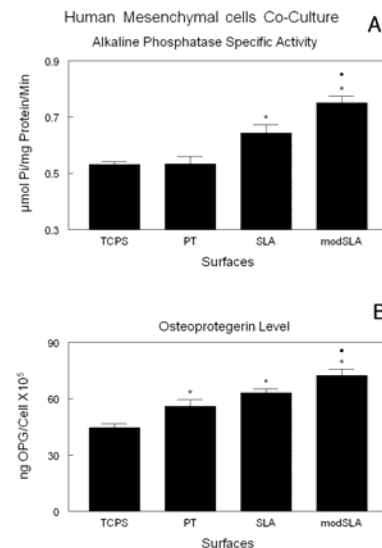 Human Mesenchymal cells Co-Culture
Alkaline Phosphatase Specific Activity
A
µmol Pi/mg Protein/Min
0.9
0.7
0.5
0.3
*
•
*
TCPS PT SLA modSLA
Surfaces
B
Osteoprotegerin Level
ng OPG/Cell X10⁵
90
60
30
0
*
*
•
*
TCPS PT SLA modSLA
Surfaces